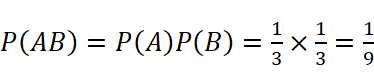 P(AB) = P(A)P(B) = 1/3 × 1/3 = 1/9